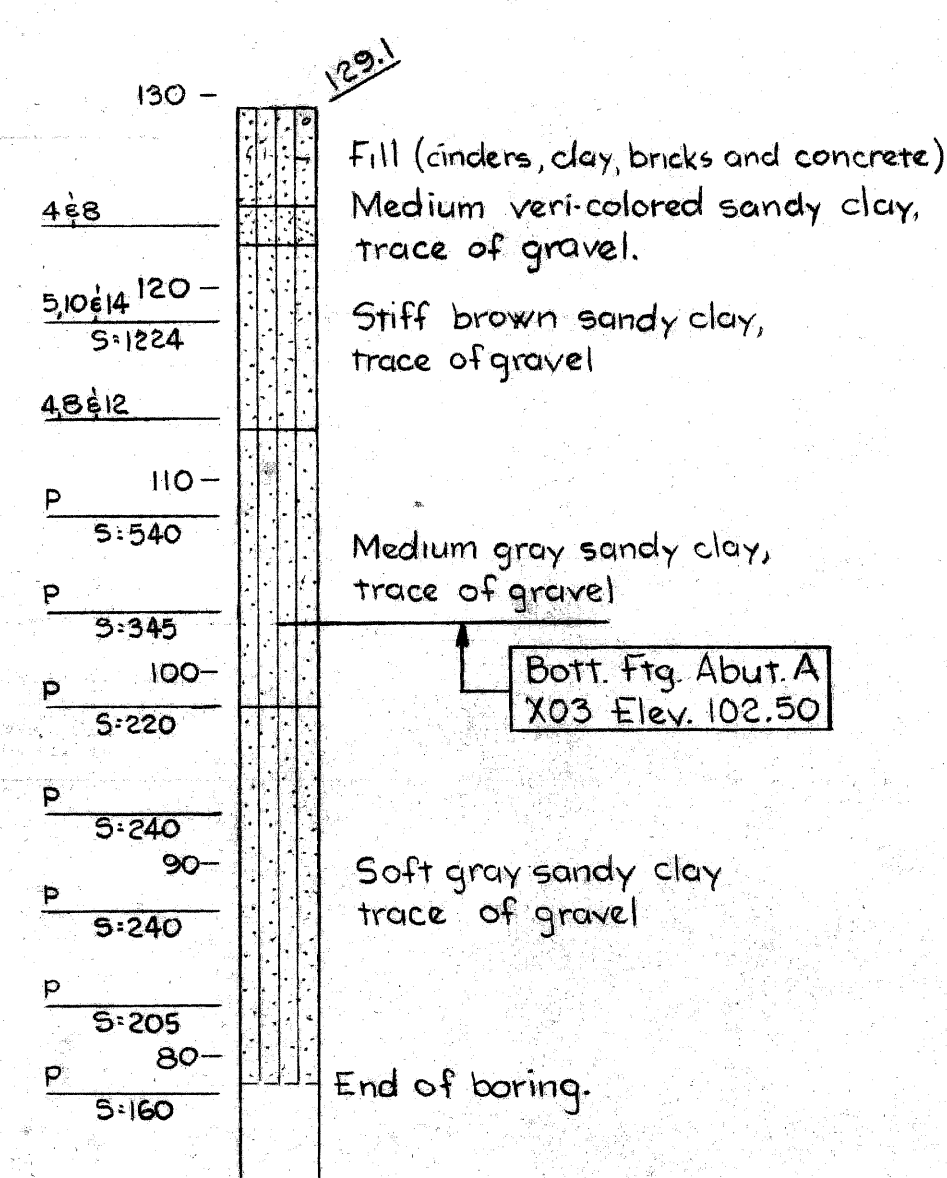 129.1
130 –
Fill (cinders, clay, bricks and concrete)
4 & 8
Medium veri-colored sandy clay,
trace of gravel.
120 –
5,10 & 14
S=1224
Stiff brown sandy clay,
trace of gravel
4,8 & 12
110 –
P
S=540
Medium gray sandy clay,
trace of gravel
P
S=345
100 –
Bott. Ftg. Abut. A
X03 Elev. 102.50
P
S=220
P
S=240
90 –
Soft gray sandy clay
trace of gravel
P
S=240
P
S=205
80 –
P
S=160
End of boring.